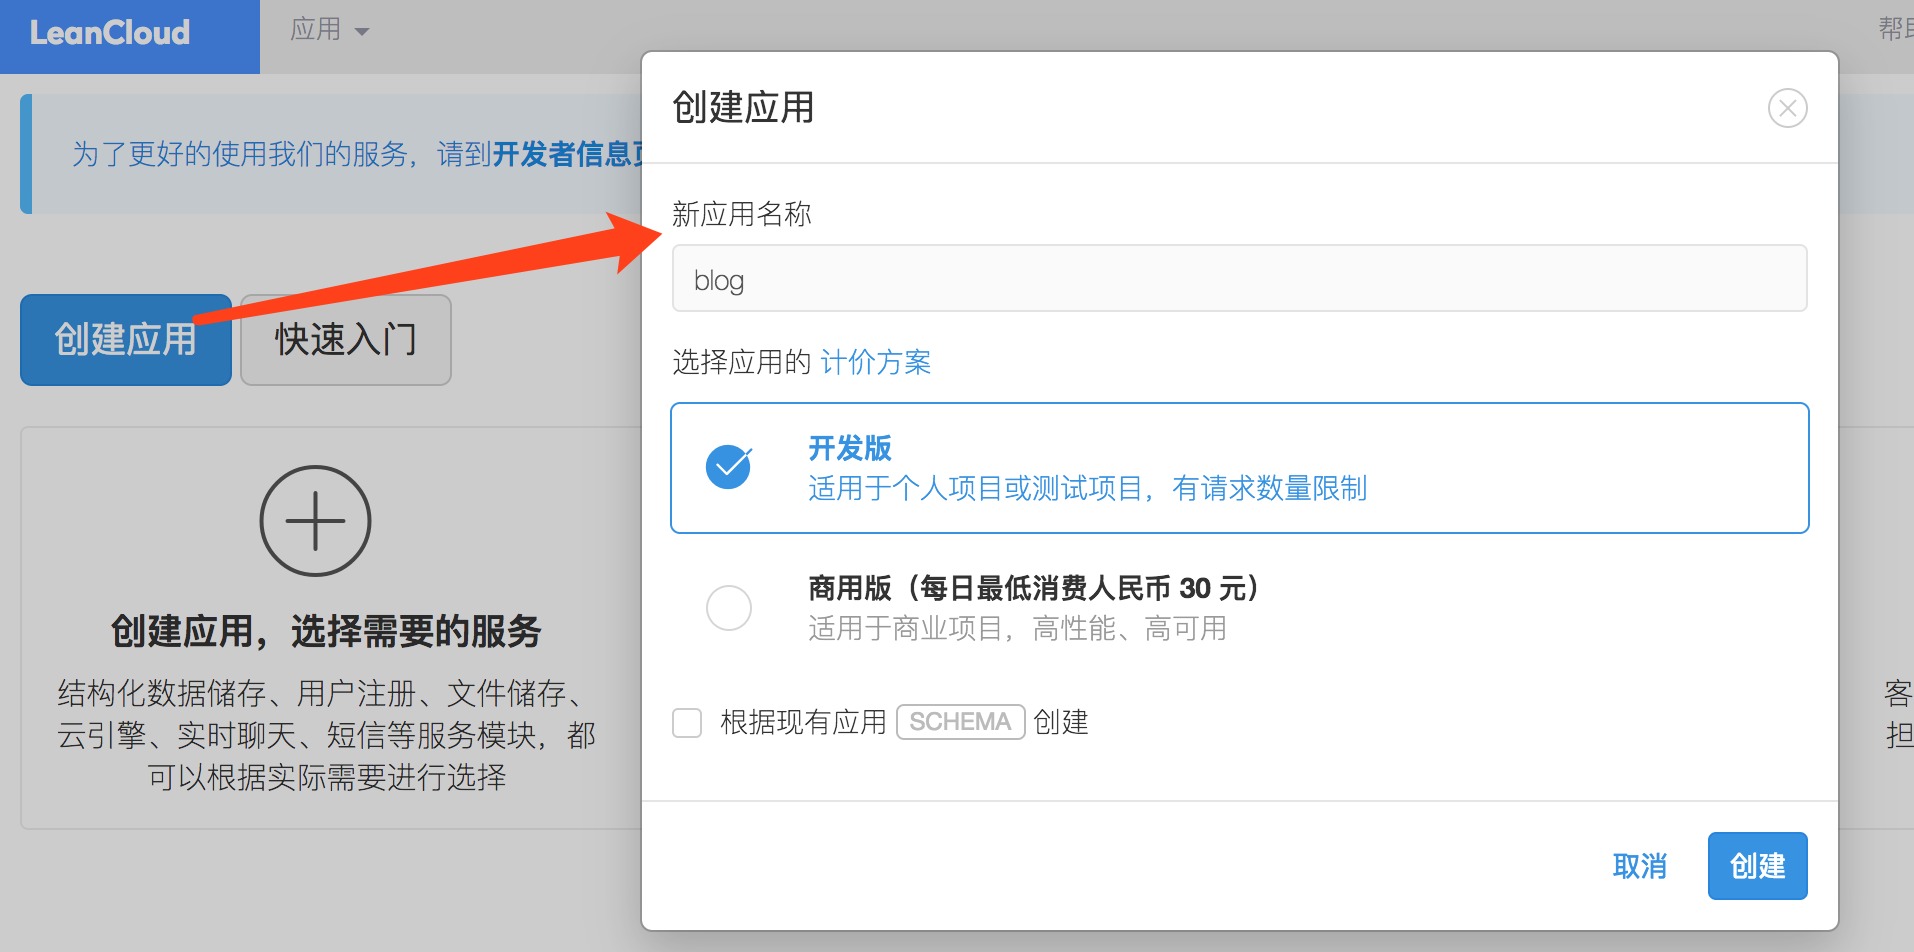 LeanCloud
应用
帮助
为了更好的使用我们的服务，请到开发者信息
创建应用
快速入门
创建应用，选择需要的服务
结构化数据储存、用户注册、文件储存、
云引擎、实时聊天、短信等服务模块，都
可以根据实际需要进行选择
创建应用
新应用名称
blog
选择应用的 计价方案
开发版
适用于个人项目或测试项目，有请求数量限制
商用版（每日最低消费人民币 30 元）
适用于商业项目，高性能、高可用
根据现有应用 SCHEMA 创建
取消
创建
客
担